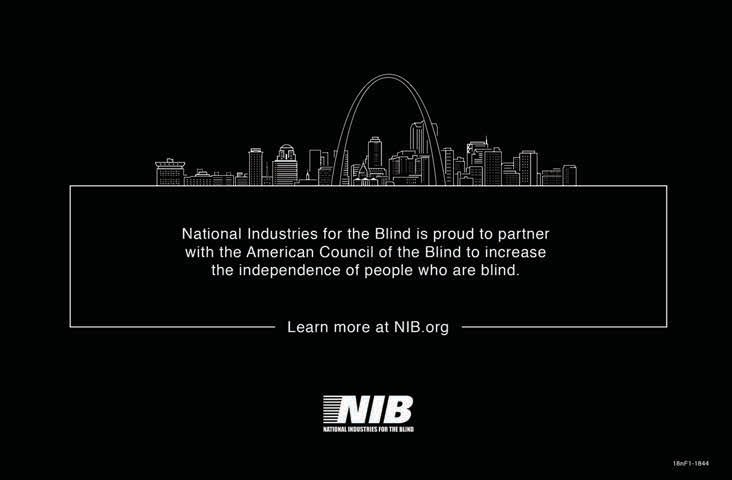 National Industries for the Blind is proud to partner
with the American Council of the Blind to increase
the independence of people who are blind.
Learn more at NIB.org
NIB
NATIONAL INDUSTRIES FOR THE BLIND
18nF1-1844